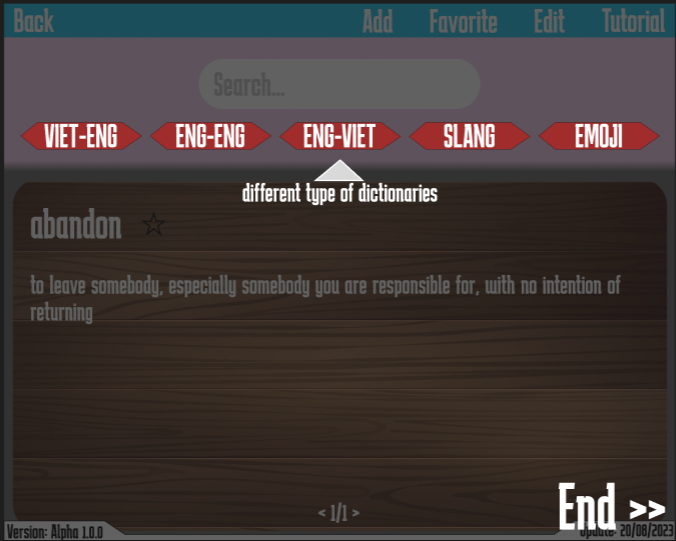 Back Add Favorite Edit Tutorial
Search...
VIET-ENG ENG-ENG ENG-VIET SLANG EMOJI
different type of dictionaries
abandon
to leave somebody, especially somebody you are responsible for, with no intention of
returning
< 1/1 >
End >>
Version: Alpha 1.0.0 Update: 20/08/2023